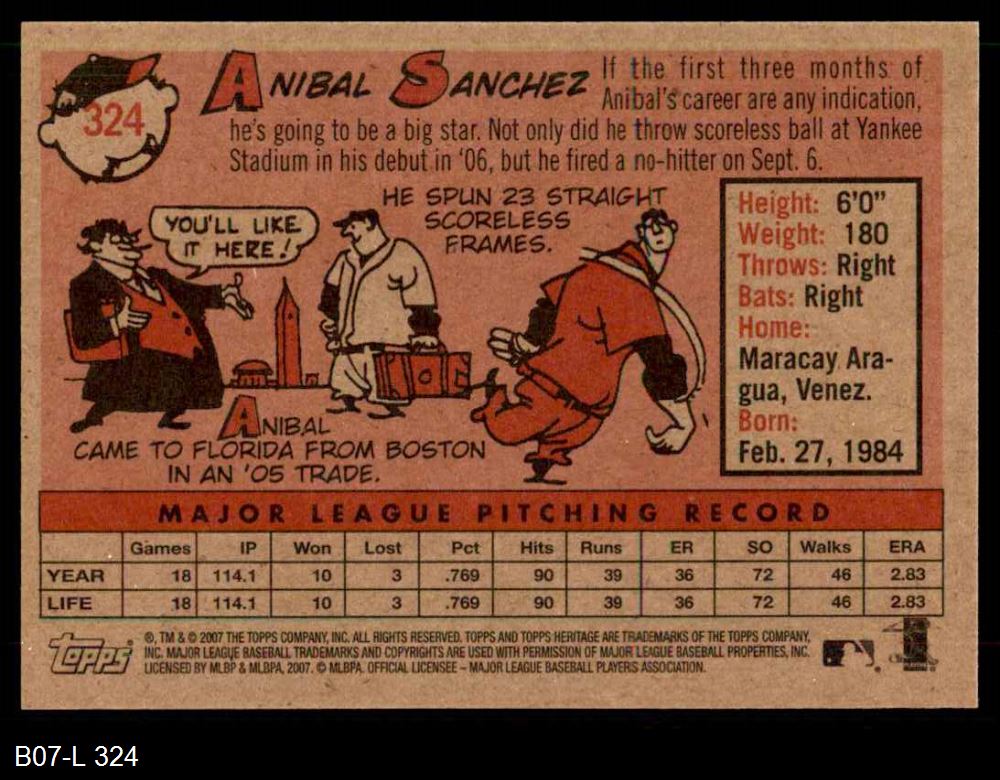 324
ANIBAL SANCHEZ
If the first three months of
Anibal's career are any indication,
he's going to be a big star. Not only did he throw scoreless ball at Yankee
Stadium in his debut in '06, but he fired a no-hitter on Sept. 6.
YOU'LL LIKE
IT HERE!
HE SPUN 23 STRAIGHT
SCORELESS
FRAMES.
ANIBAL
CAME TO FLORIDA FROM BOSTON
IN AN '05 TRADE.
Height: 6'0"
Weight: 180
Throws: Right
Bats: Right
Home:
Maracay Ara-
gua, Venez.
Born:
Feb. 27, 1984
MAJOR LEAGUE PITCHING RECORD
Games IP Won Lost Pct Hits Runs ER SO Walks ERA
YEAR 18 114.1 10 3 .769 90 39 36 72 46 2.83
LIFE 18 114.1 10 3 .769 90 39 36 72 46 2.83
Topps
®, TM & © 2007 THE TOPPS COMPANY, INC. ALL RIGHTS RESERVED. TOPPS AND TOPPS HERITAGE ARE TRADEMARKS OF THE TOPPS COMPANY,
INC. MAJOR LEAGUE BASEBALL TRADEMARKS AND COPYRIGHTS ARE USED WITH PERMISSION OF MAJOR LEAGUE BASEBALL PROPERTIES, INC.
LICENSED BY MLBP & MLBPA, 2007. © MLBPA. OFFICIAL LICENSEE – MAJOR LEAGUE BASEBALL PLAYERS ASSOCIATION.
B07-L 324